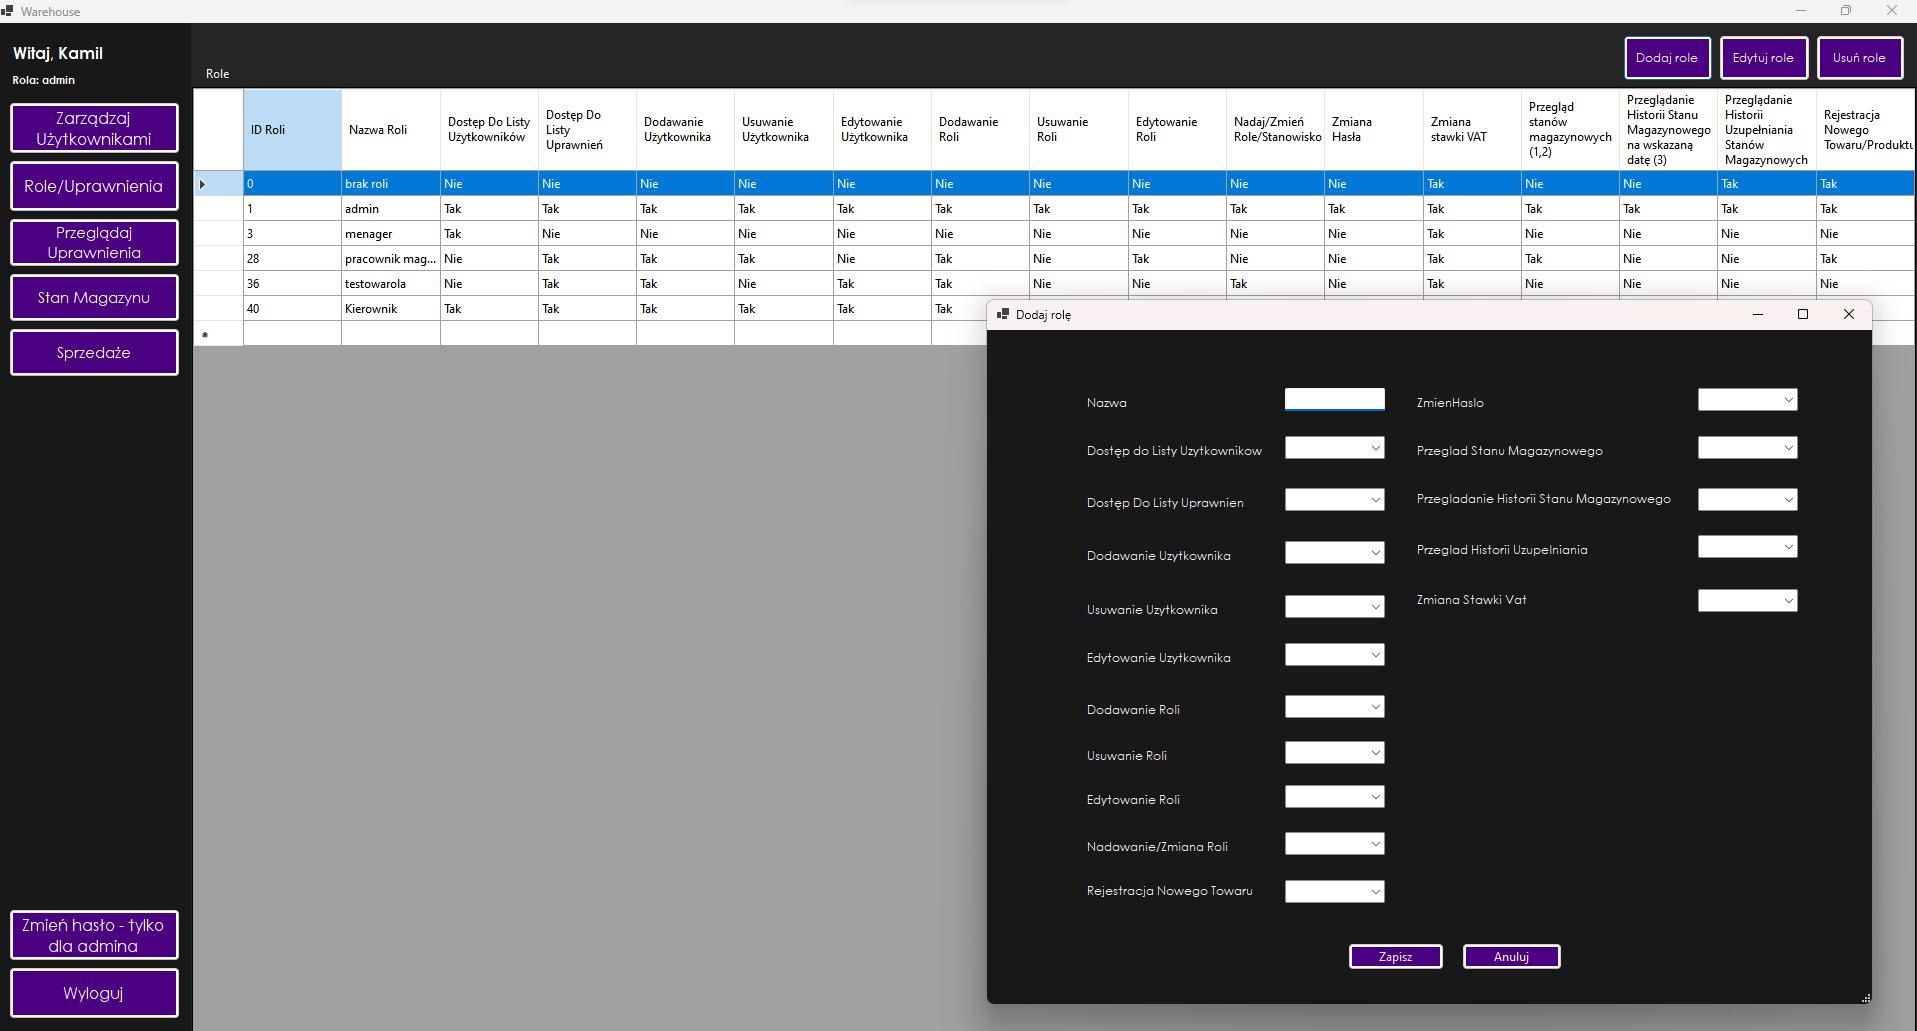 Warehouse
Witaj, Kamil
Rola: admin
Zarządzaj
Użytkownikami
Role/Uprawnienia
Przeglądaj
Uprawnienia
Stan Magazynu
Sprzedaże
Zmień hasło - tylko
dla admina
Wyloguj
Role
Dodaj role
Edytuj role
Usuń role
ID Roli
Nazwa Roli
Dostęp Do Listy
Użytkowników
Dostęp Do
Listy
Uprawnień
Dodawanie
Użytkownika
Usuwanie
Użytkownika
Edytowanie
Użytkownika
Dodawanie
Roli
Usuwanie
Roli
Edytowanie
Roli
Nadaj/Zmień
Role/Stanowisko
Zmiana
Hasła
Zmiana
stawki VAT
Przegląd
stanów
magazynowych
(1,2)
Przeglądanie
Historii Stanu
Magazynowego
na wskazaną
datę (3)
Przeglądanie
Historii
Uzupełniania
Stanów
Magazynowych
Rejestracja
Nowego
Towaru/Produktu
0 brak roli Nie Nie Nie Nie Nie Nie Nie Nie Nie Nie Tak Nie Nie Tak Tak
1 admin Tak Tak Tak Tak Tak Tak Tak Tak Tak Tak Tak Tak Tak Tak Tak
3 menager Tak Nie Nie Nie Nie Nie Nie Nie Nie Nie Tak Nie Nie Nie Nie
28 pracownik mag... Nie Tak Tak Tak Nie Tak Nie Tak Nie Nie Tak Tak Nie Nie Tak
36 testowarola Nie Tak Tak Nie Tak Tak Nie Nie Tak Nie Tak Nie Nie Nie Nie
40 Kierownik Tak Tak Tak Tak Tak Tak
Dodaj rolę
Nazwa
Dostęp do Listy Uzytkownikow
Dostęp Do Listy Uprawnien
Dodawanie Uzytkownika
Usuwanie Uzytkownika
Edytowanie Uzytkownika
Dodawanie Roli
Usuwanie Roli
Edytowanie Roli
Nadawanie/Zmiana Roli
Rejestracja Nowego Towaru
ZmienHaslo
Przeglad Stanu Magazynowego
Przegladanie Historii Stanu Magazynowego
Przeglad Historii Uzupelniania
Zmiana Stawki Vat
Zapisz
Anuluj